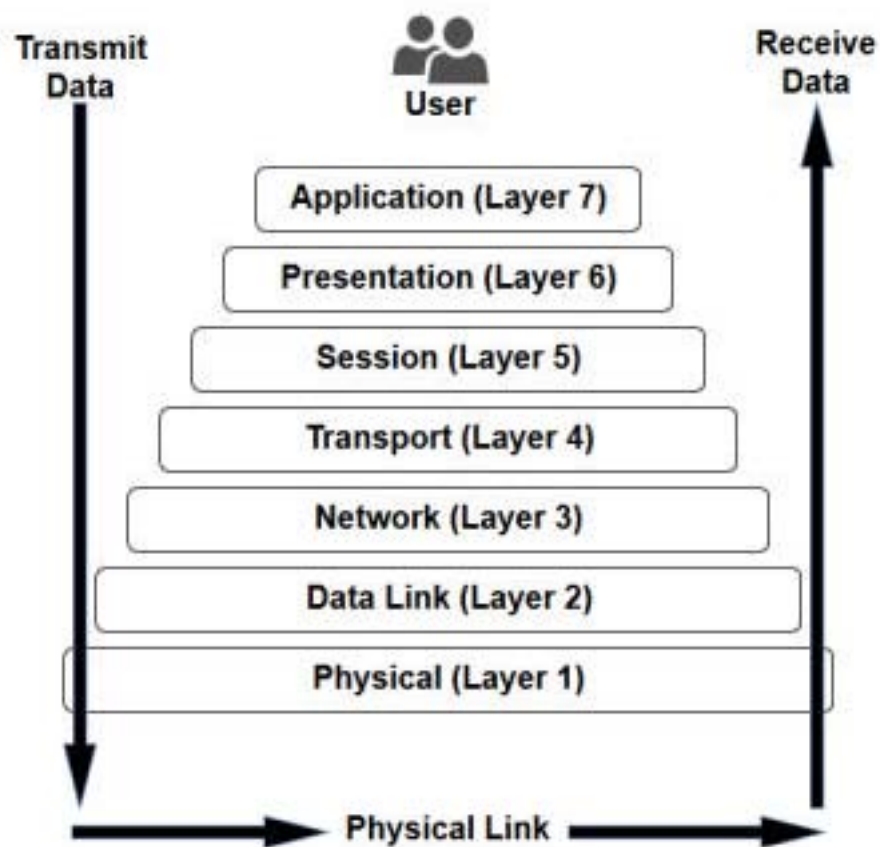 Transmit
Data
User
Receive
Data
Application (Layer 7)
Presentation (Layer 6)
Session (Layer 5)
Transport (Layer 4)
Network (Layer 3)
Data Link (Layer 2)
Physical (Layer 1)
Physical Link